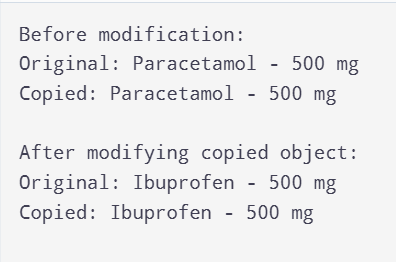 Before modification:
Original: Paracetamol - 500 mg
Copied: Paracetamol - 500 mg
After modifying copied object:
Original: Ibuprofen - 500 mg
Copied: Ibuprofen - 500 mg